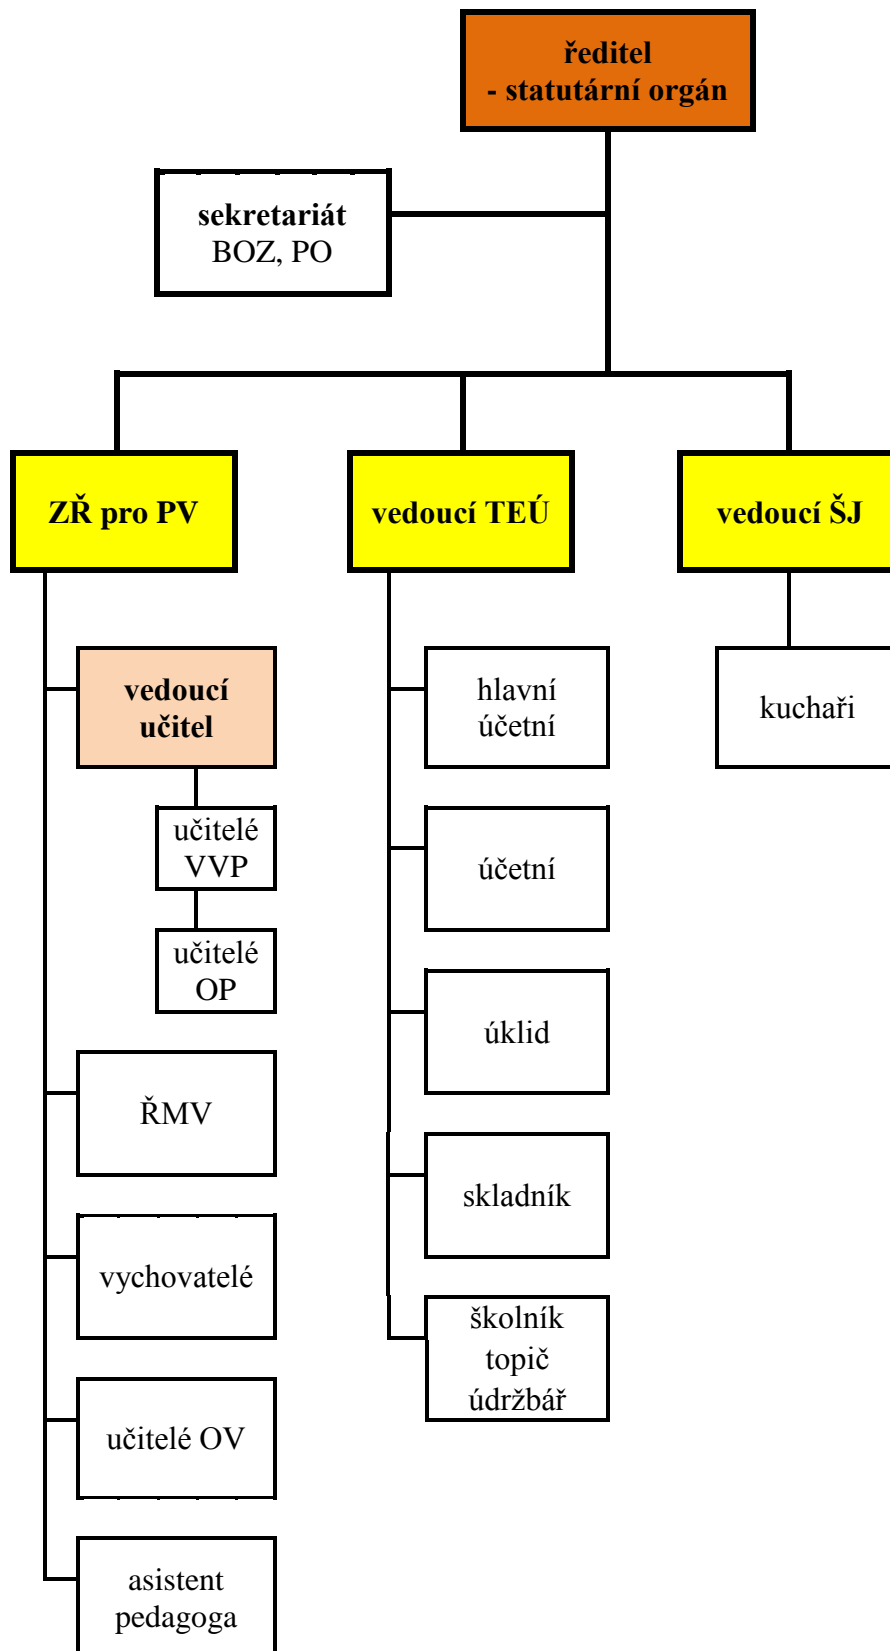 ředitel
- statutární orgán
sekretariát
BOZ, PO
ZŘ pro PV
vedoucí TEÚ
vedoucí ŠJ
vedoucí
učitel
učitelé
VVP
učitelé
OP
ŘMV
vychovatelé
učitelé OV
asistent
pedagoga
hlavní
účetní
účetní
úklid
skladník
školník
topič
údržbář
kuchaři